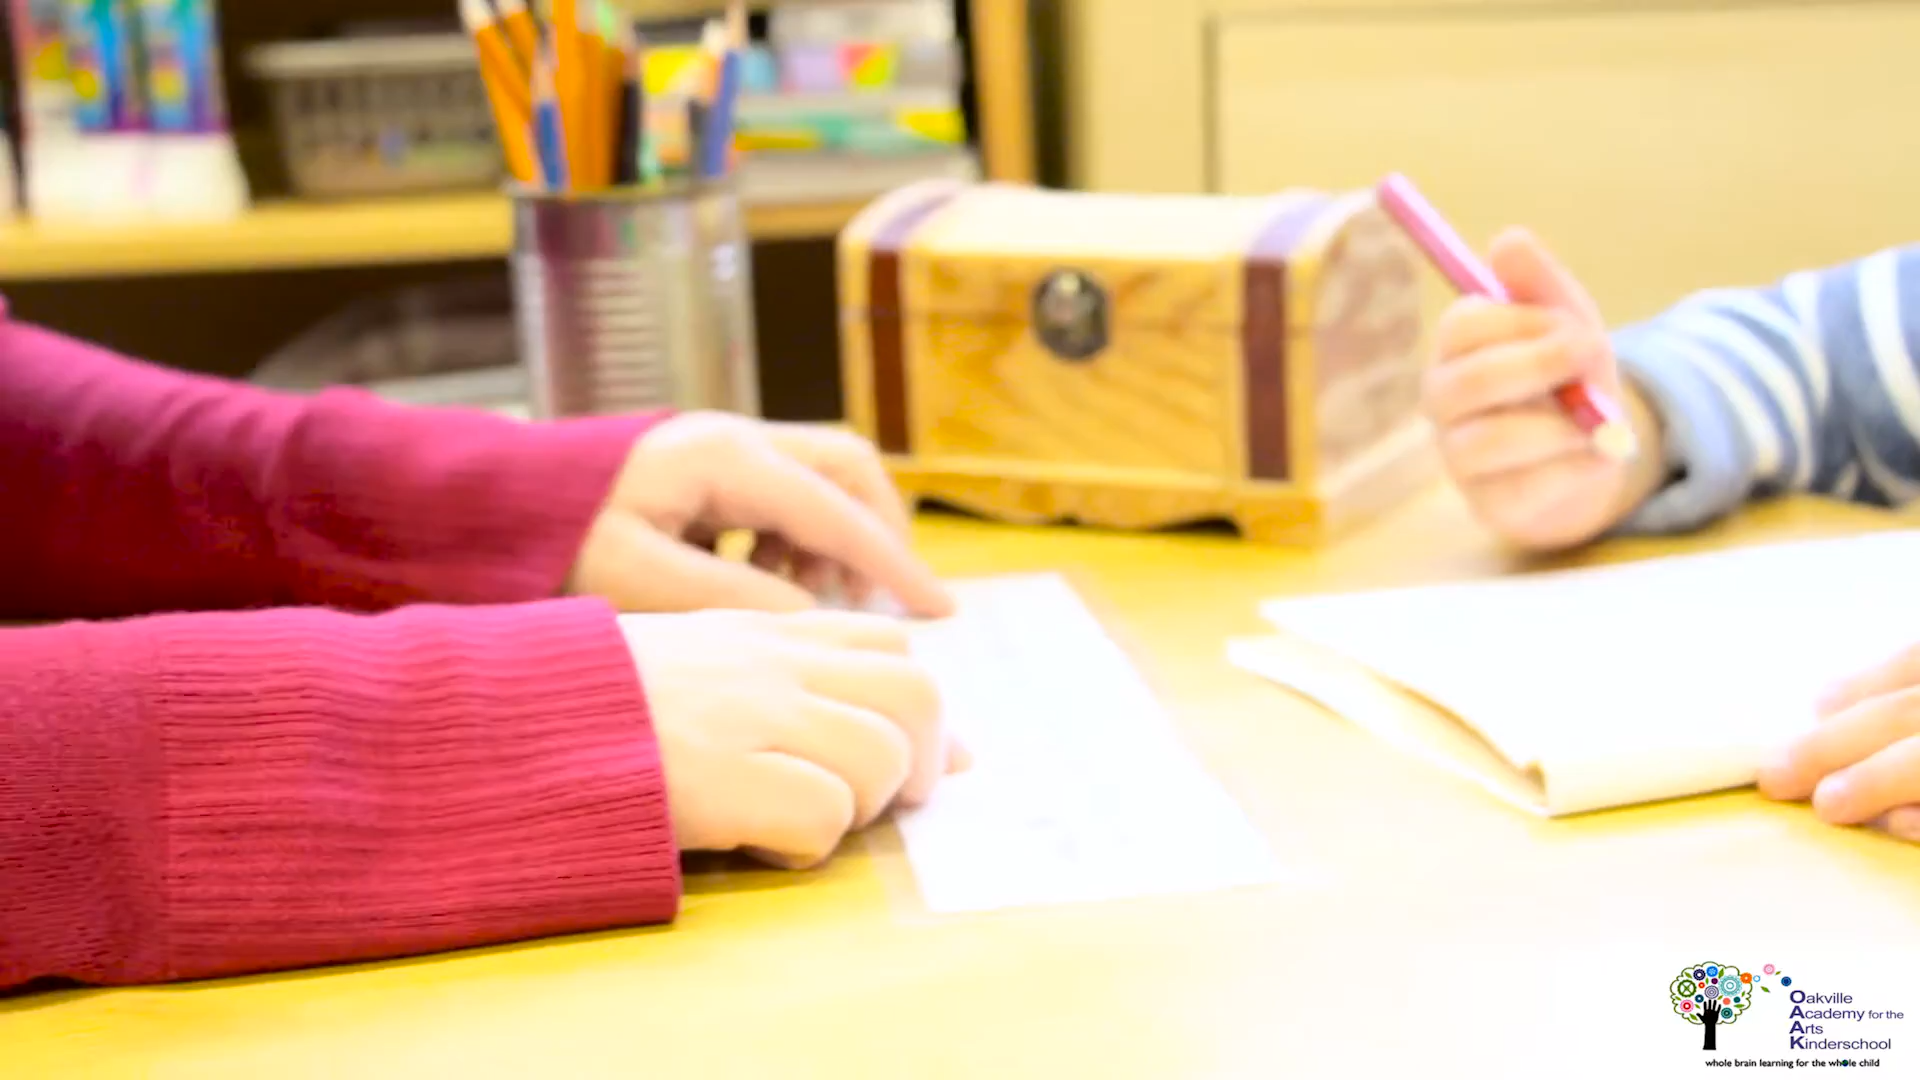 Oakville
Academy for the
Arts
Kinderschool
whole brain learning for the whole child